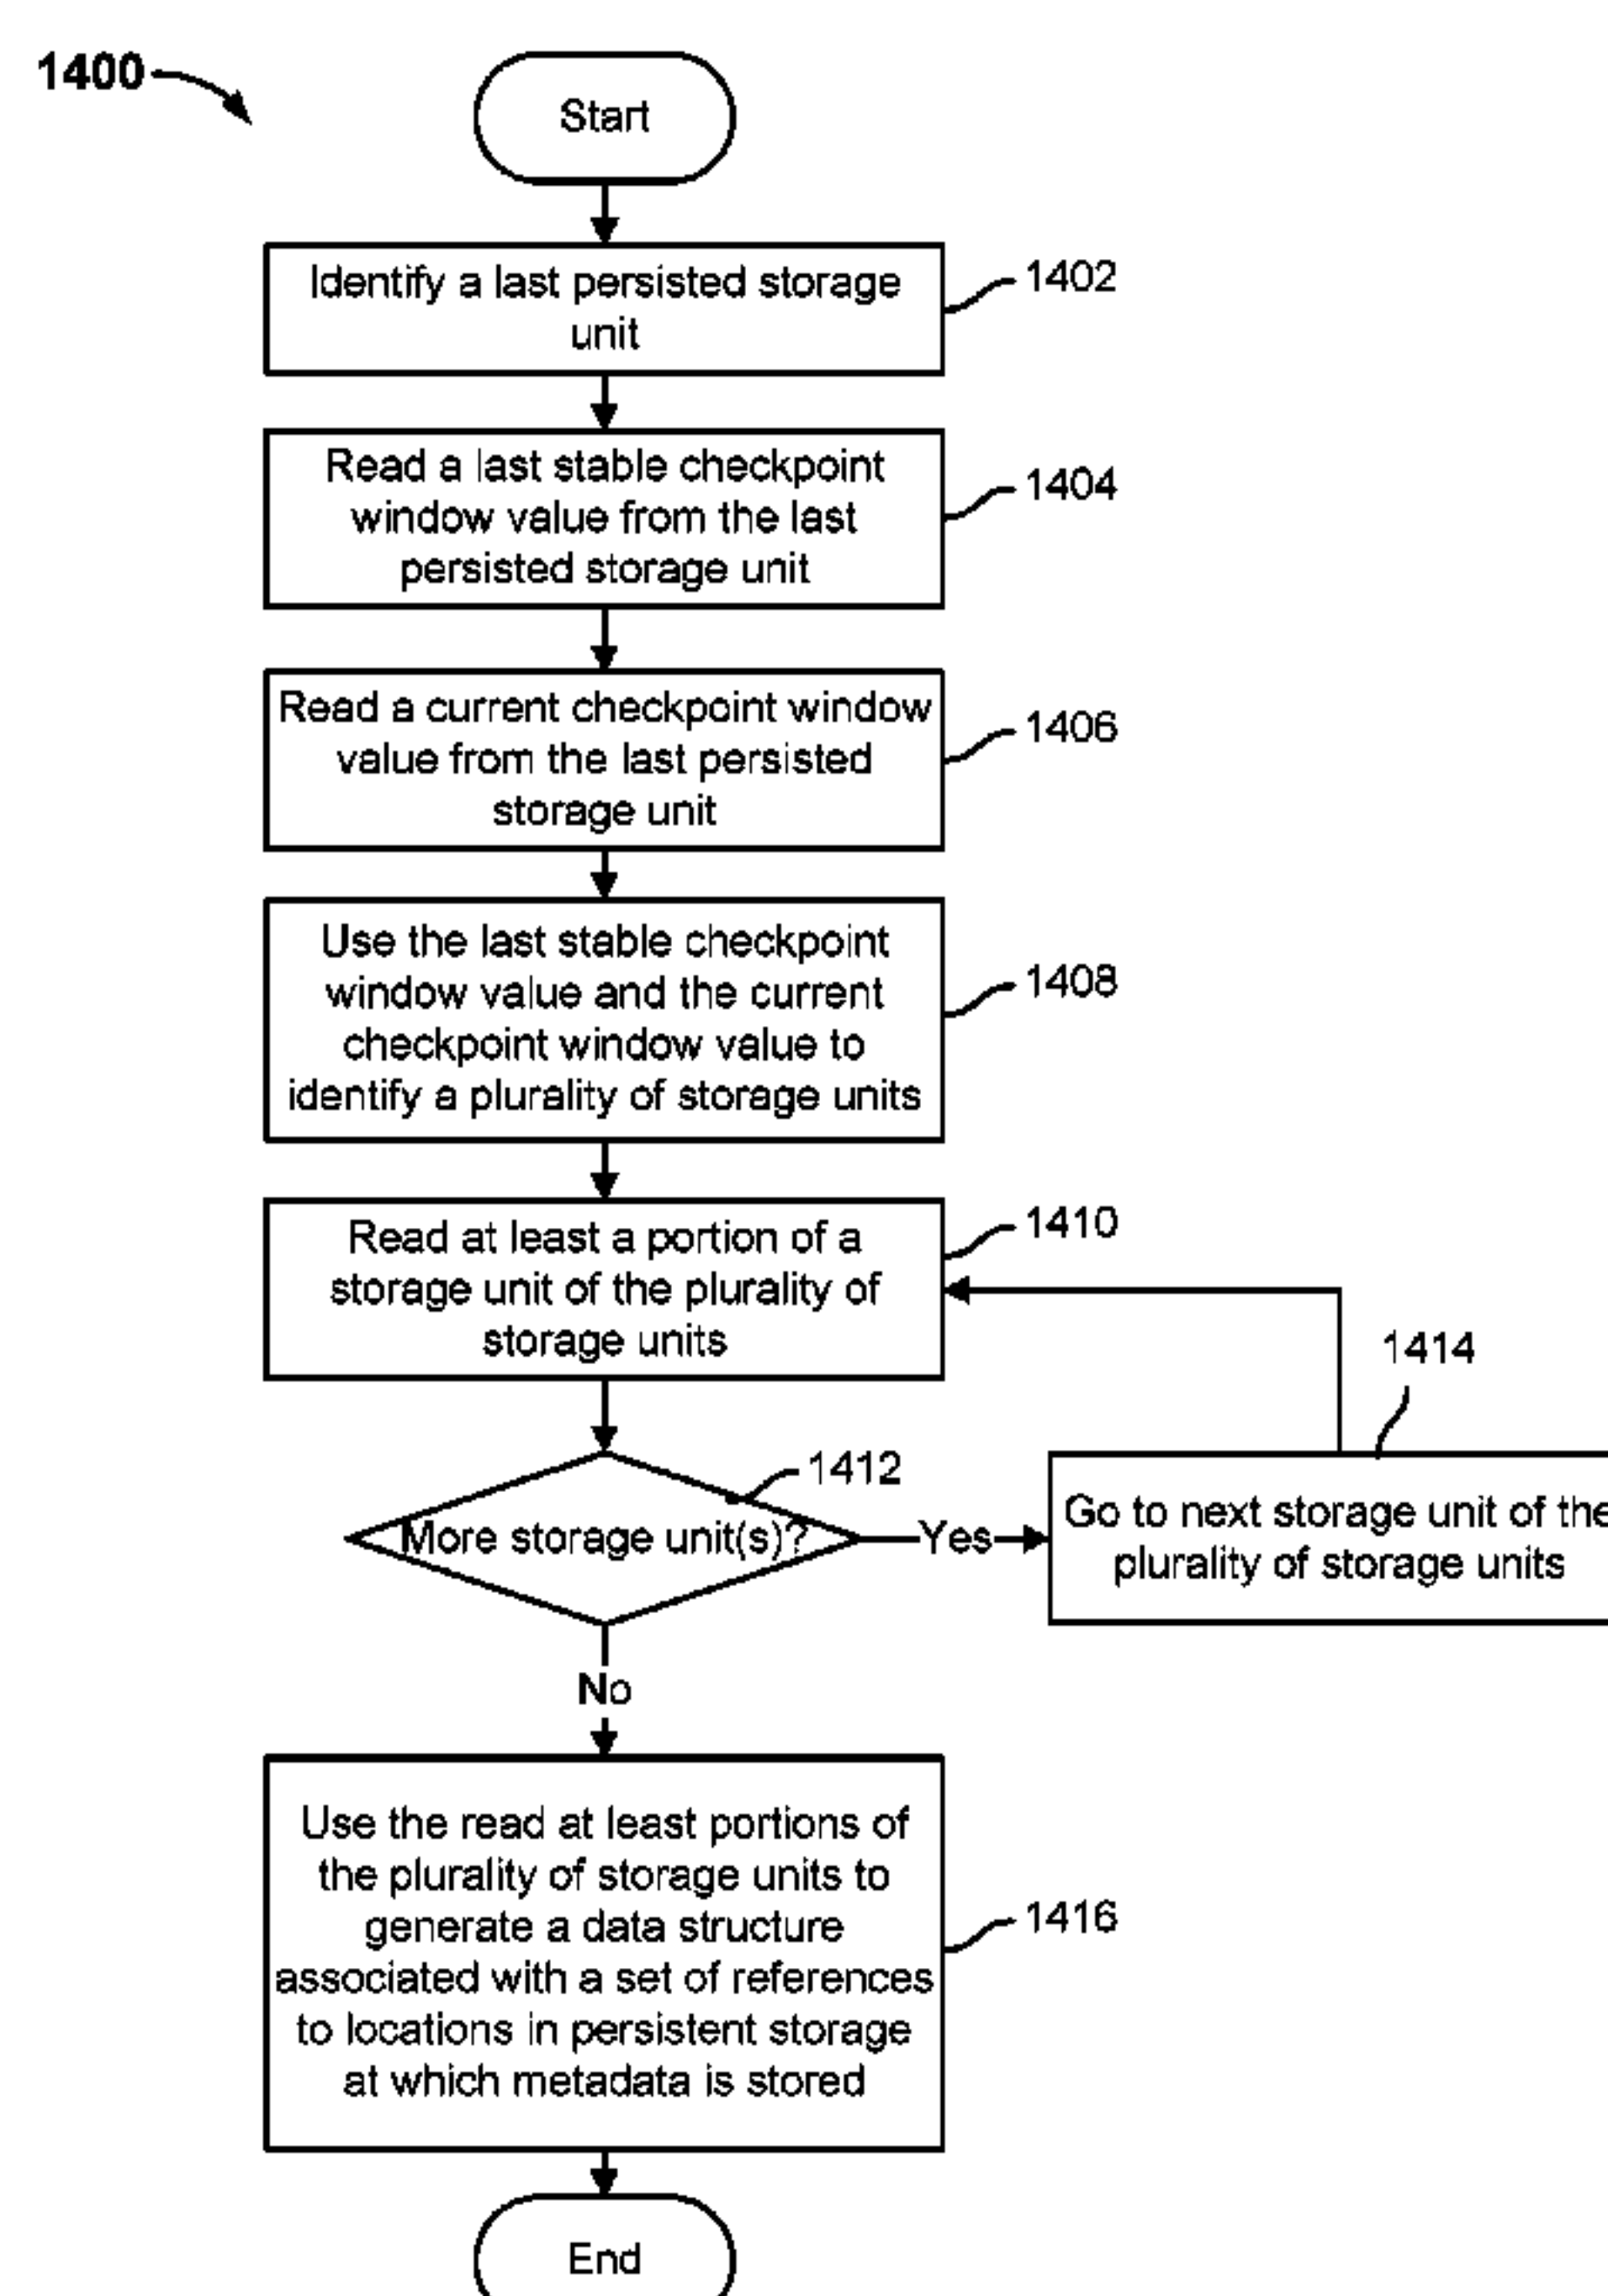 1400
Start
Identify a last persisted storage
unit
1402
Read a last stable checkpoint
window value from the last
persisted storage unit
1404
Read a current checkpoint window
value from the last persisted
storage unit
1406
Use the last stable checkpoint
window value and the current
checkpoint window value to
identify a plurality of storage units
1408
Read at least a portion of a
storage unit of the plurality of
storage units
1410
1412
More storage unit(s)?
Yes
1414
Go to next storage unit of the
plurality of storage units
No
Use the read at least portions of
the plurality of storage units to
generate a data structure
associated with a set of references
to locations in persistent storage
at which metadata is stored
1416
End